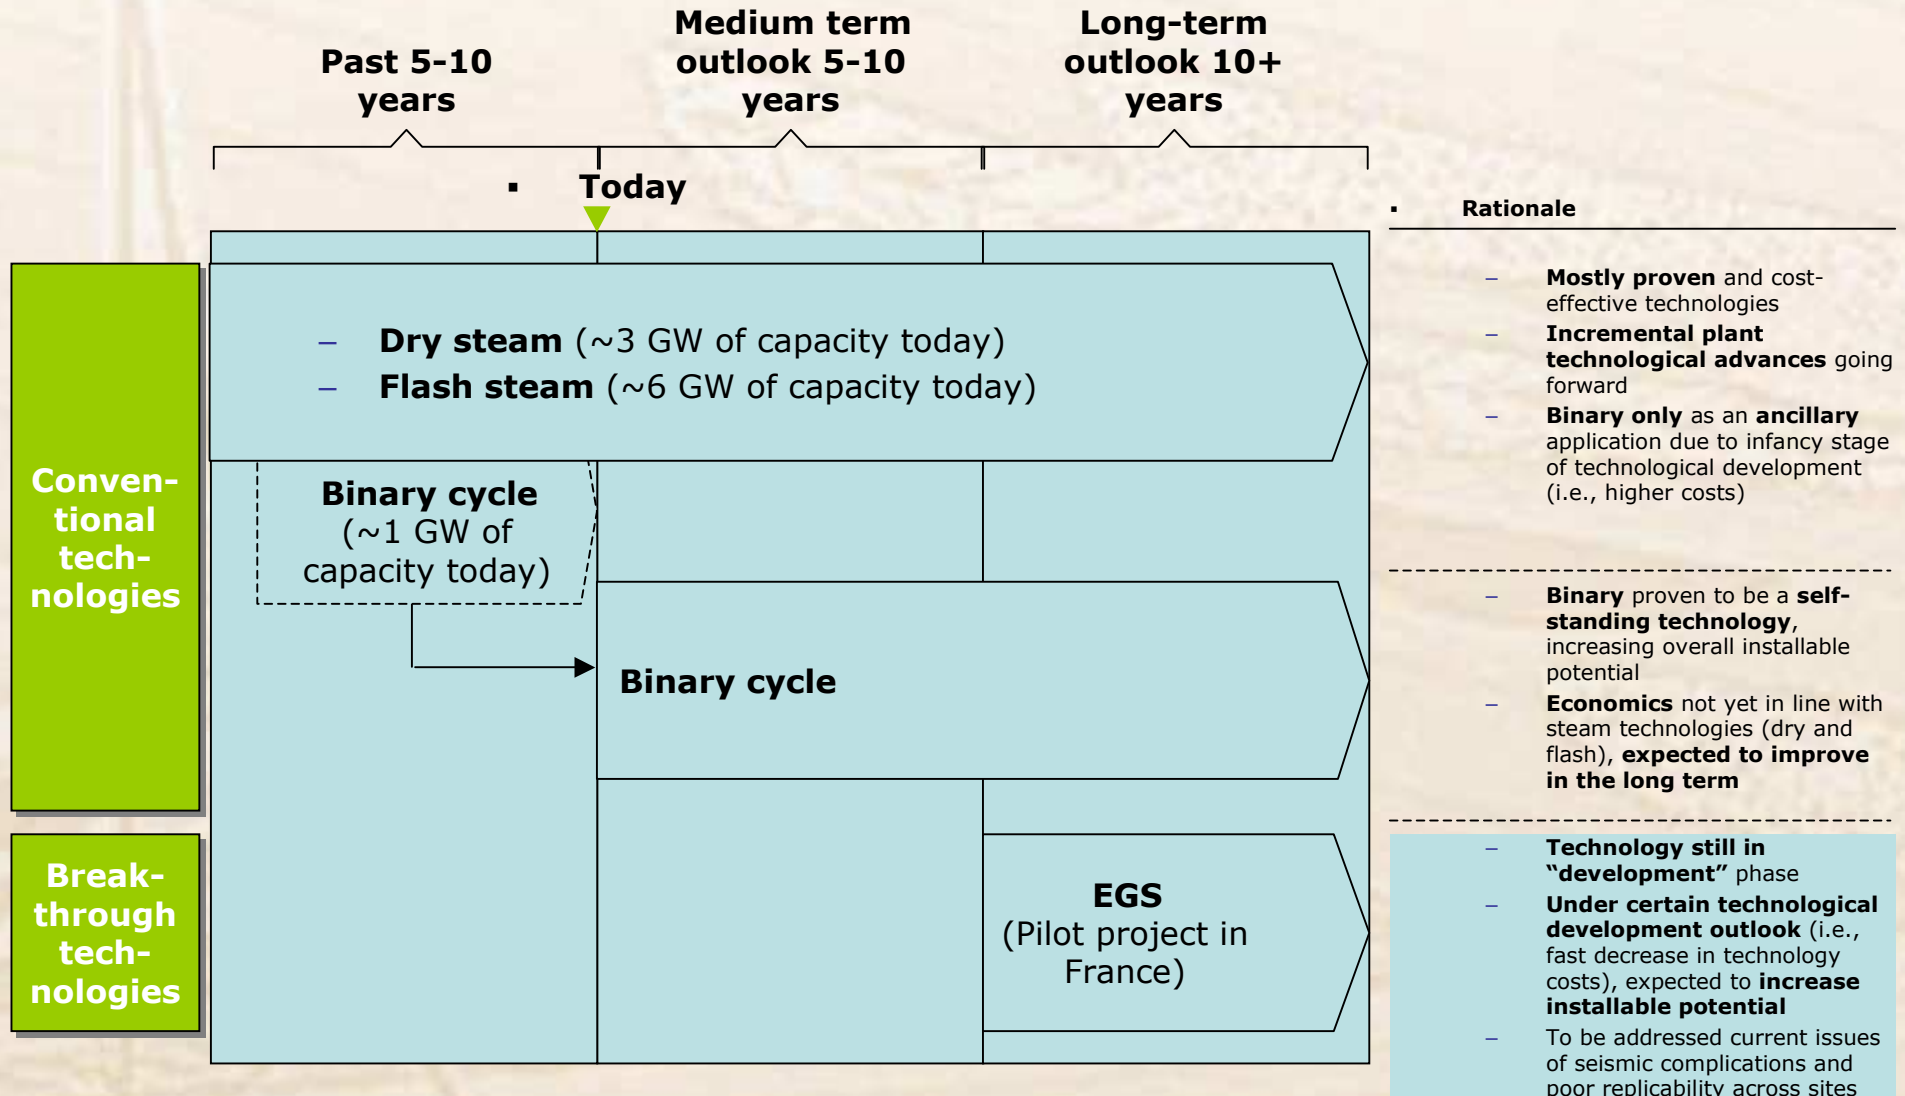 Past 5-10
years
Medium term
outlook 5-10
years
Long-term
outlook 10+
years
▪ Today
▪ Rationale
Conven-
tional
tech-
nologies
– Dry steam (~3 GW of capacity today)
– Flash steam (~6 GW of capacity today)
Binary cycle
(~1 GW of
capacity today)
Binary cycle
– Mostly proven and cost-
effective technologies
– Incremental plant
technological advances going
forward
– Binary only as an ancillary
application due to infancy stage
of technological development
(i.e., higher costs)
– Binary proven to be a self-
standing technology,
increasing overall installable
potential
– Economics not yet in line with
steam technologies (dry and
flash), expected to improve
in the long term
Break-
through
tech-
nologies
EGS
(Pilot project in
France)
– Technology still in
“development” phase
– Under certain technological
development outlook (i.e.,
fast decrease in technology
costs), expected to increase
installable potential
– To be addressed current issues
of seismic complications and
poor replicability across sites